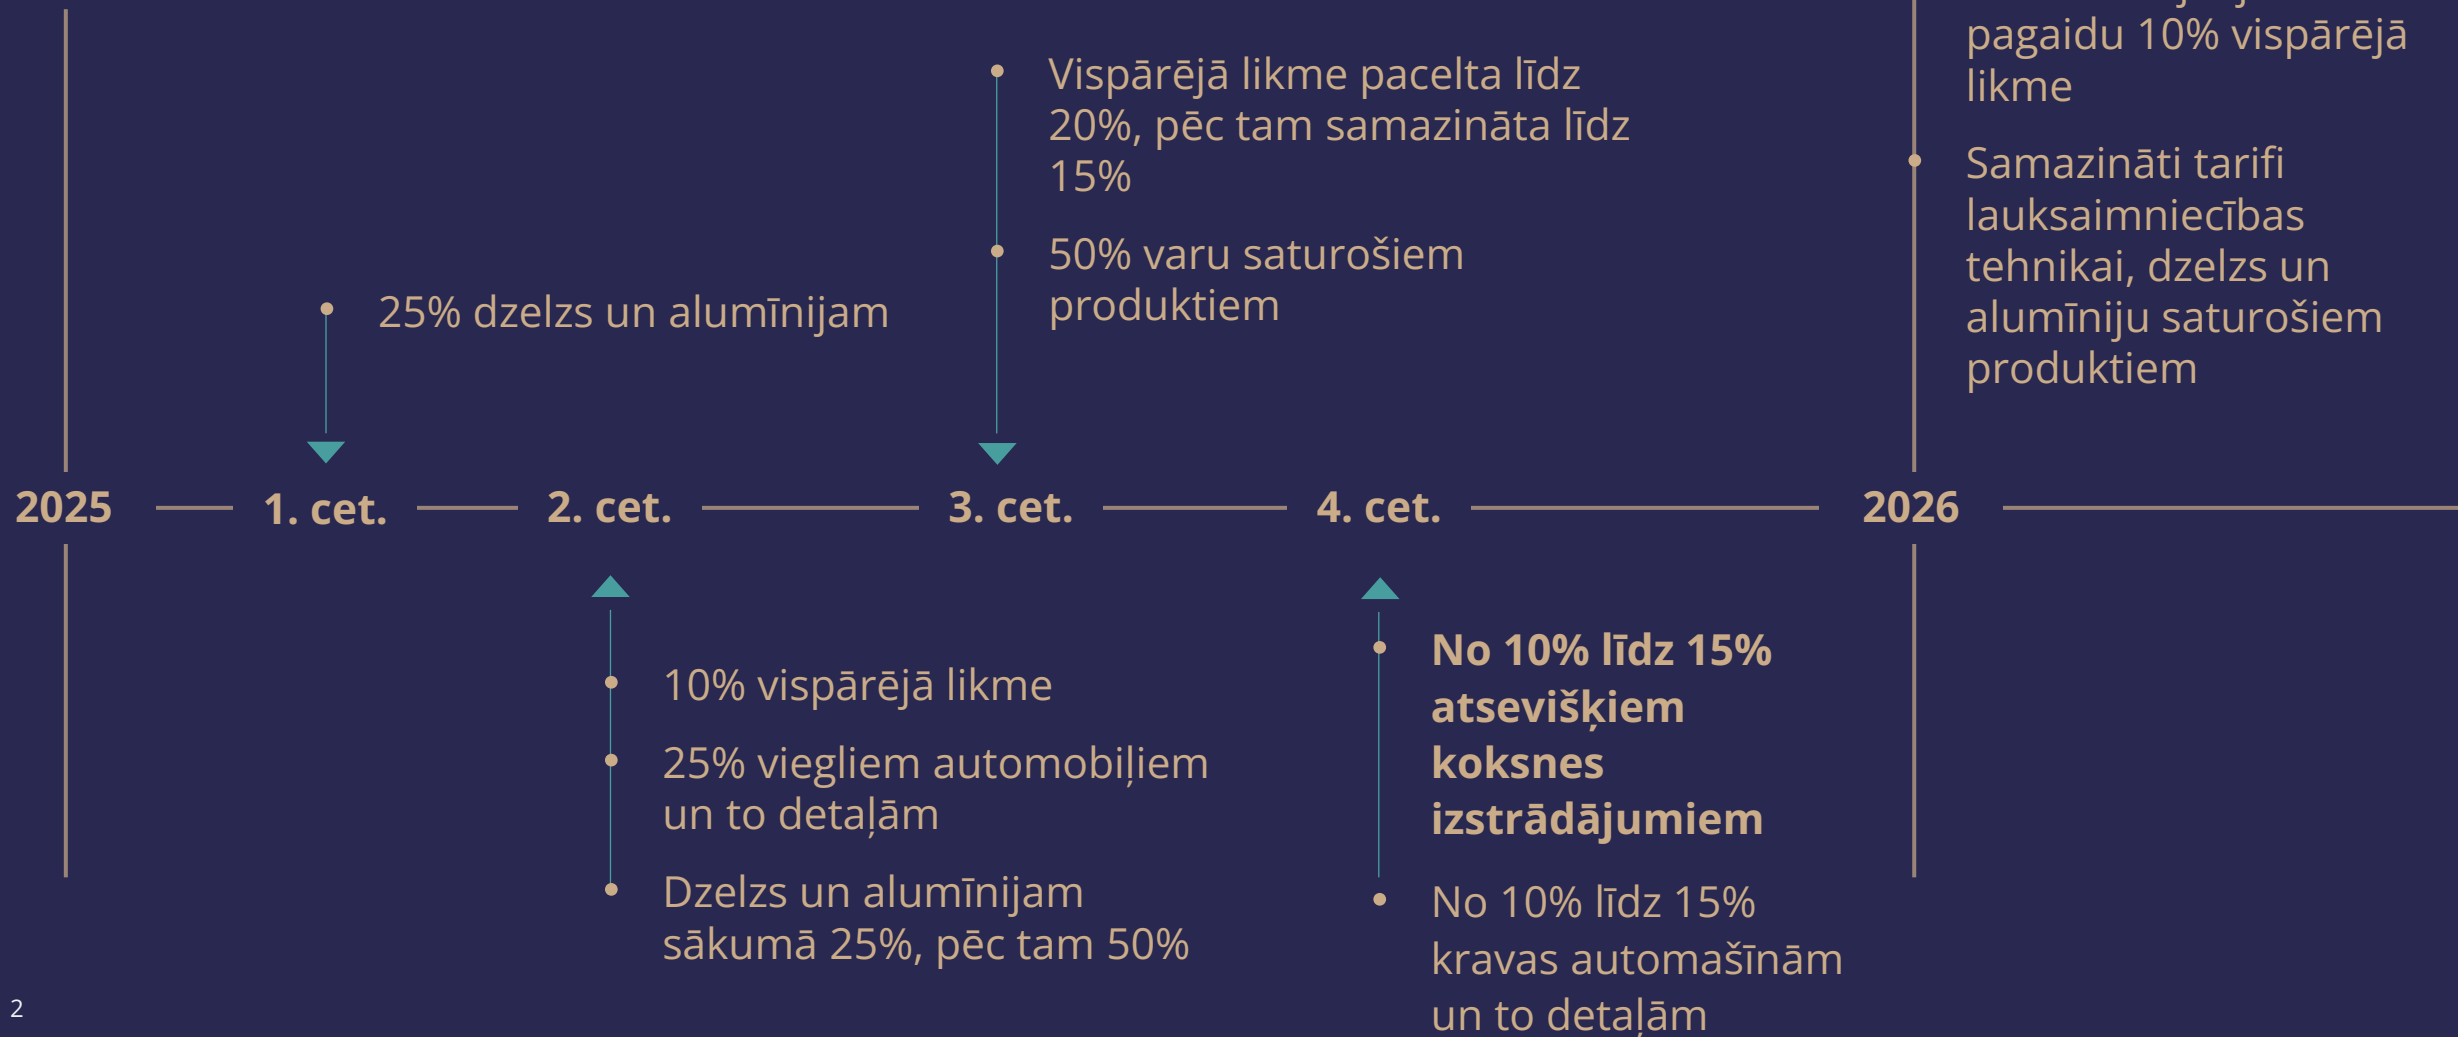 pagaidu 10% vispārējā
likme
Samazināti tarifi
lauksaimniecības
tehnikai, dzelzs un
alumīniju saturošiem
produktiem
Vispārējā likme pacelta līdz
20%, pēc tam samazināta līdz
15%
50% varu saturošiem
produktiem
25% dzelzs un alumīnijam
2025
1. cet.
2. cet.
3. cet.
4. cet.
2026
10% vispārējā likme
25% viegliem automobiļiem
un to detaļām
Dzelzs un alumīnijam
sākumā 25%, pēc tam 50%
No 10% līdz 15%
atsevišķiem
koksnes
izstrādājumiem
No 10% līdz 15%
kravas automašīnām
un to detaļām
2